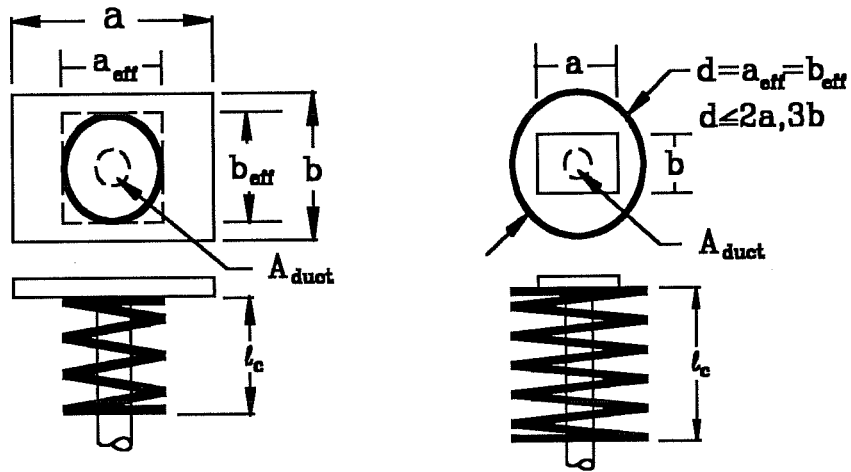 a
a_eff
b_eff
b
A_duct
ℓ_c
a
d=a_eff=b_eff
d≤2a,3b
b
A_duct
ℓ_c